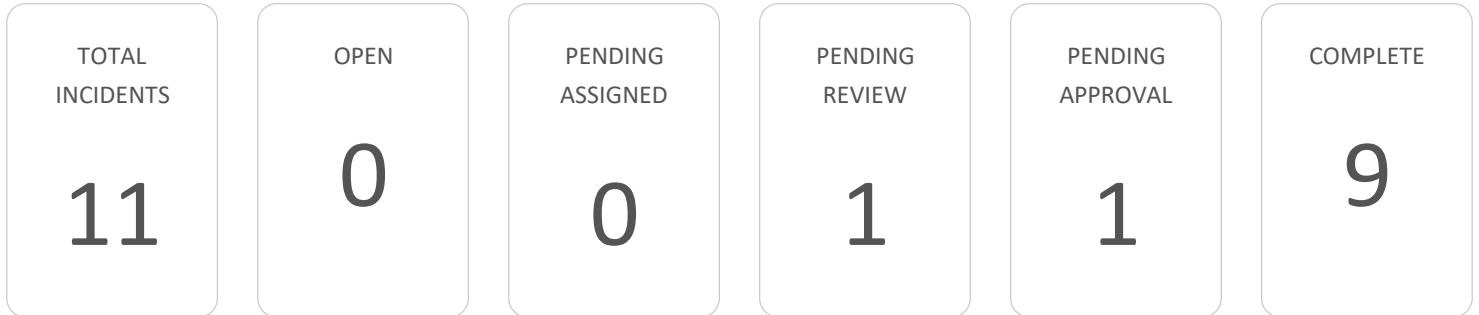 TOTAL
INCIDENTS
11
OPEN
0
PENDING
ASSIGNED
0
PENDING
REVIEW
1
PENDING
APPROVAL
1
COMPLETE
9